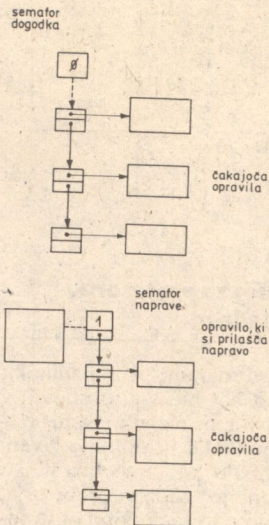 semafor
dogodka
ø
čakajoča
opravila
semafor
naprave
1
opravilo, ki
si prilašča
napravo
čakajoča
opravila